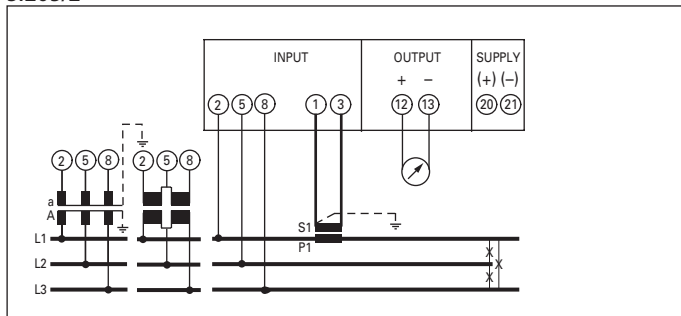 INPUT OUTPUT SUPPLY
+ − (+) (−)
2 5 8 1 3 12 13 20 21
2 5 8 2 5 8
a
A
S1
L1
P1
L2
L3